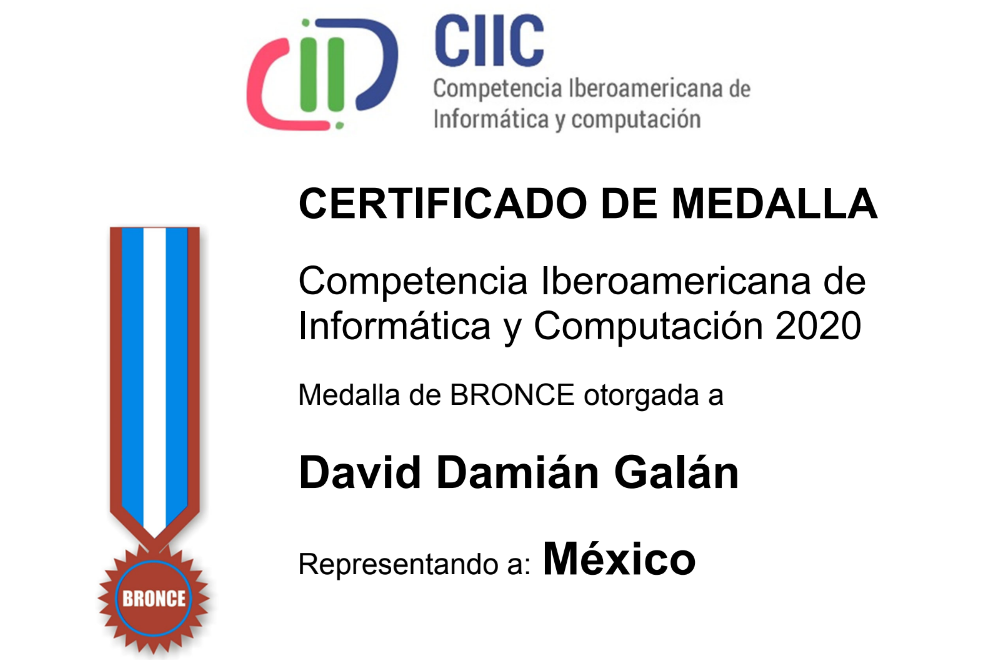 CIIC
Competencia Iberoamericana de
Informática y computación
CERTIFICADO DE MEDALLA
Competencia Iberoamericana de
Informática y Computación 2020
Medalla de BRONCE otorgada a
David Damián Galán
Representando a: México
BRONCE